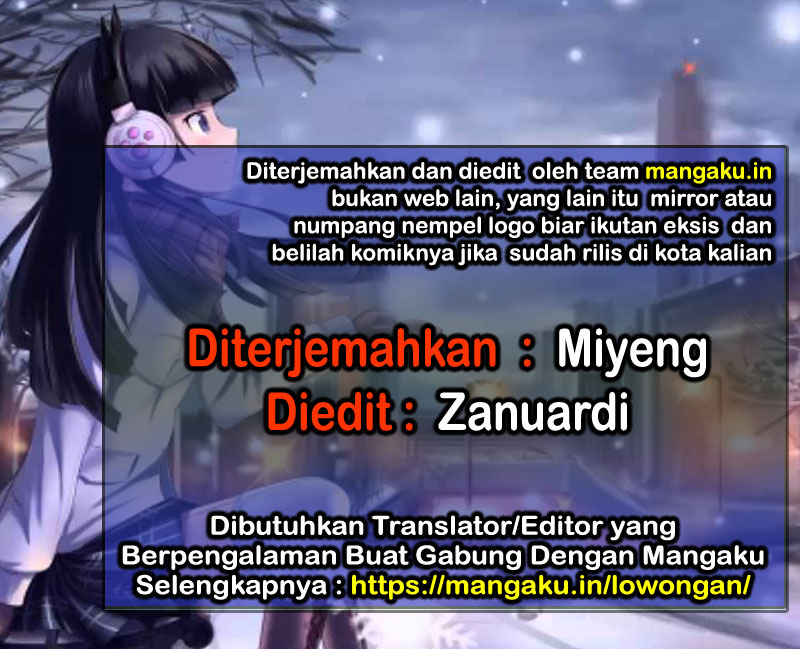 Diterjemahkan dan diedit oleh team mangaku.in
bukan web lain, yang lain itu mirror atau
numpang nempel logo biar ikutan eksis dan
belilah komiknya jika sudah rilis di kota kalian
Diterjemahkan : Miyeng
Diedit : Zanuardi
Dibutuhkan Translator/Editor yang
Berpengalaman Buat Gabung Dengan Mangaku
Selengkapnya : https://mangaku.in/lowongan/